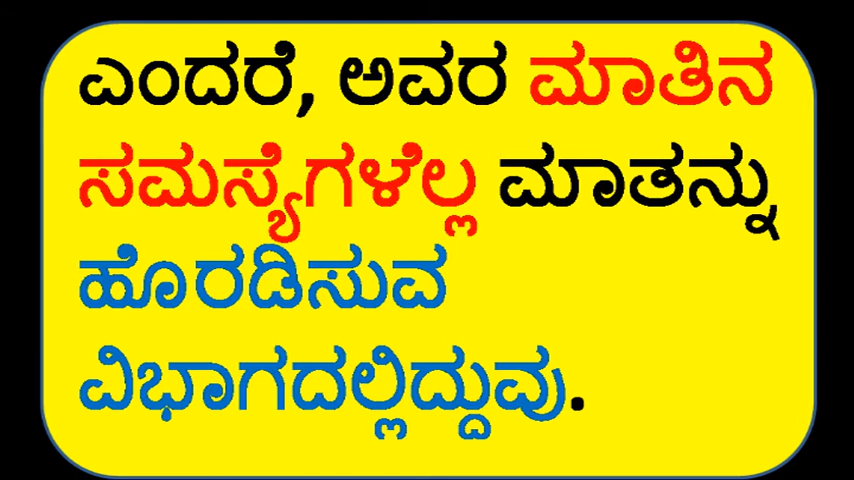 ಎಂದರೆ, ಅವರ ಮಾತಿನ
ಸಮಸ್ಯೆಗಳೆಲ್ಲ ಮಾತನ್ನು
ಹೊರಡಿಸುವ
ವಿಭಾಗದಲ್ಲಿದ್ದುವು.